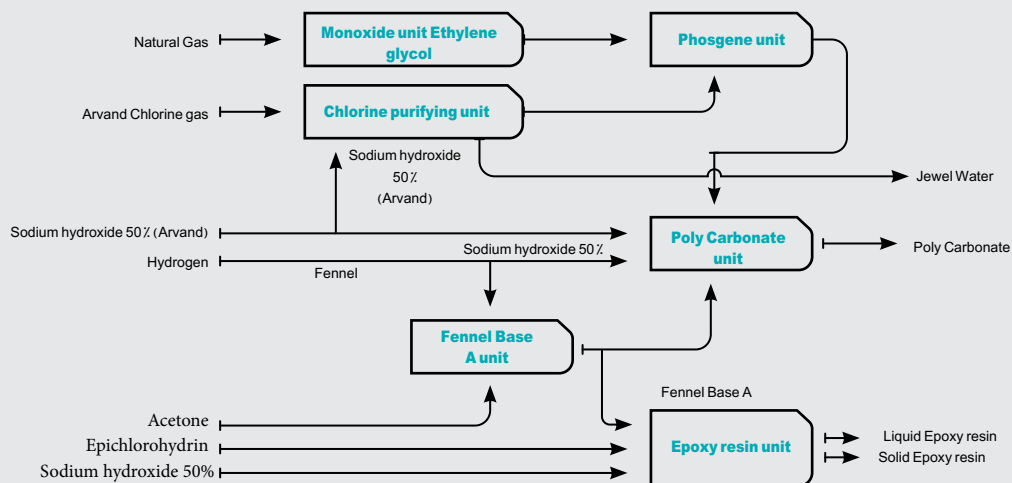 Natural Gas
Monoxide unit Ethylene
glycol
Phosgene unit
Arvand Chlorine gas
Chlorine purifying unit
Sodium hydroxide
50٪
(Arvand)
Jewel Water
Sodium hydroxide 50٪ (Arvand)
Poly Carbonate
unit
Poly Carbonate
Hydrogen
Sodium hydroxide 50٪
Fennel
Fennel Base
A unit
Fennel Base A
Acetone
Epichlorohydrin
Sodium hydroxide 50%
Epoxy resin unit
Liquid Epoxy resin
Solid Epoxy resin